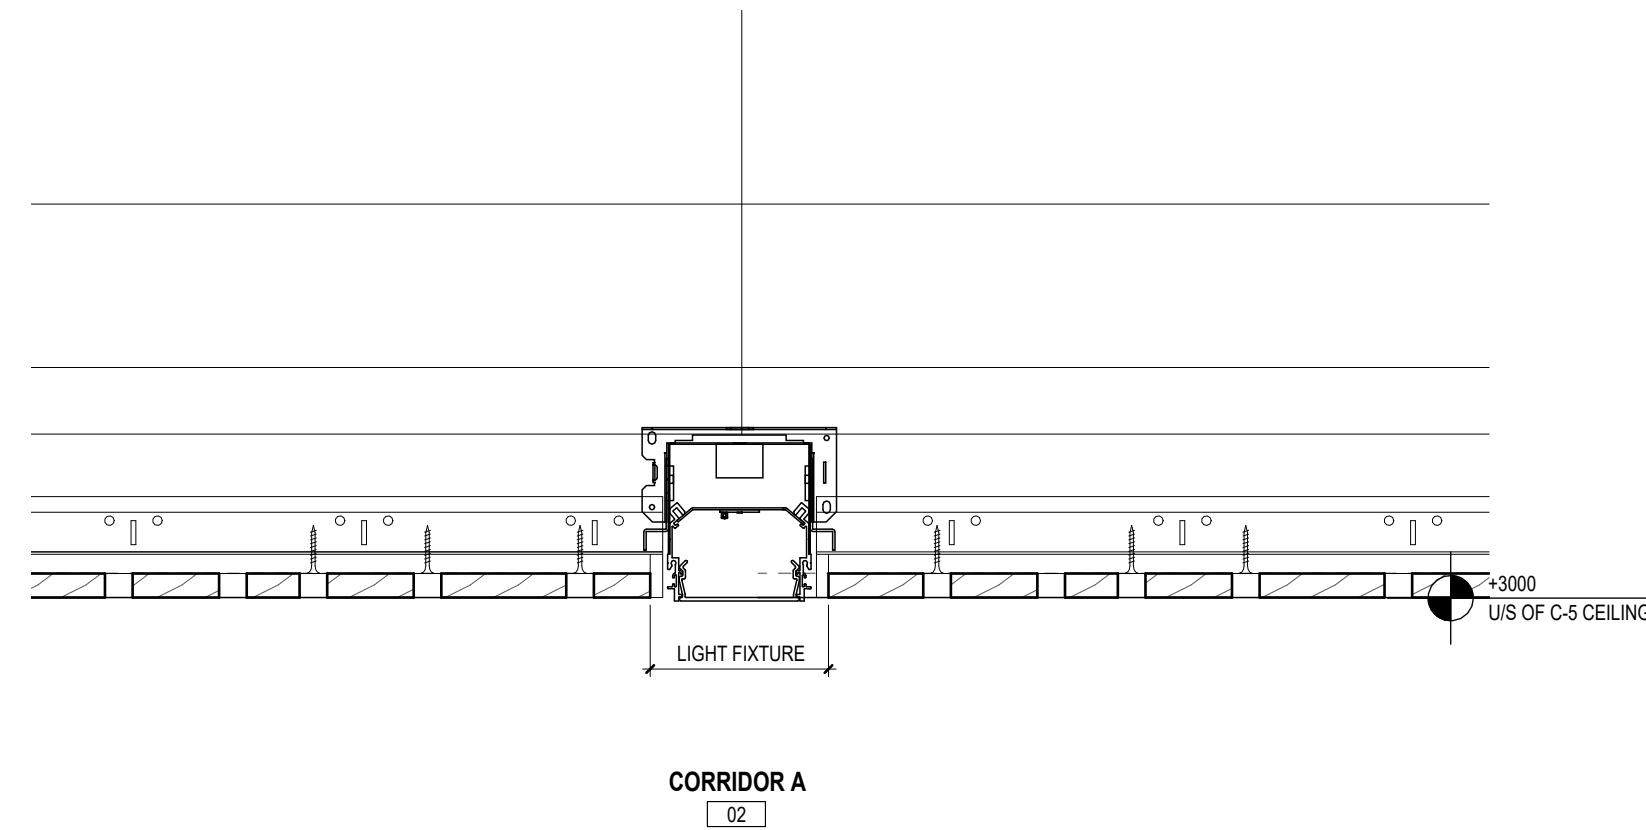 +3000
U/S OF C-5 CEILING
LIGHT FIXTURE
CORRIDOR A
02